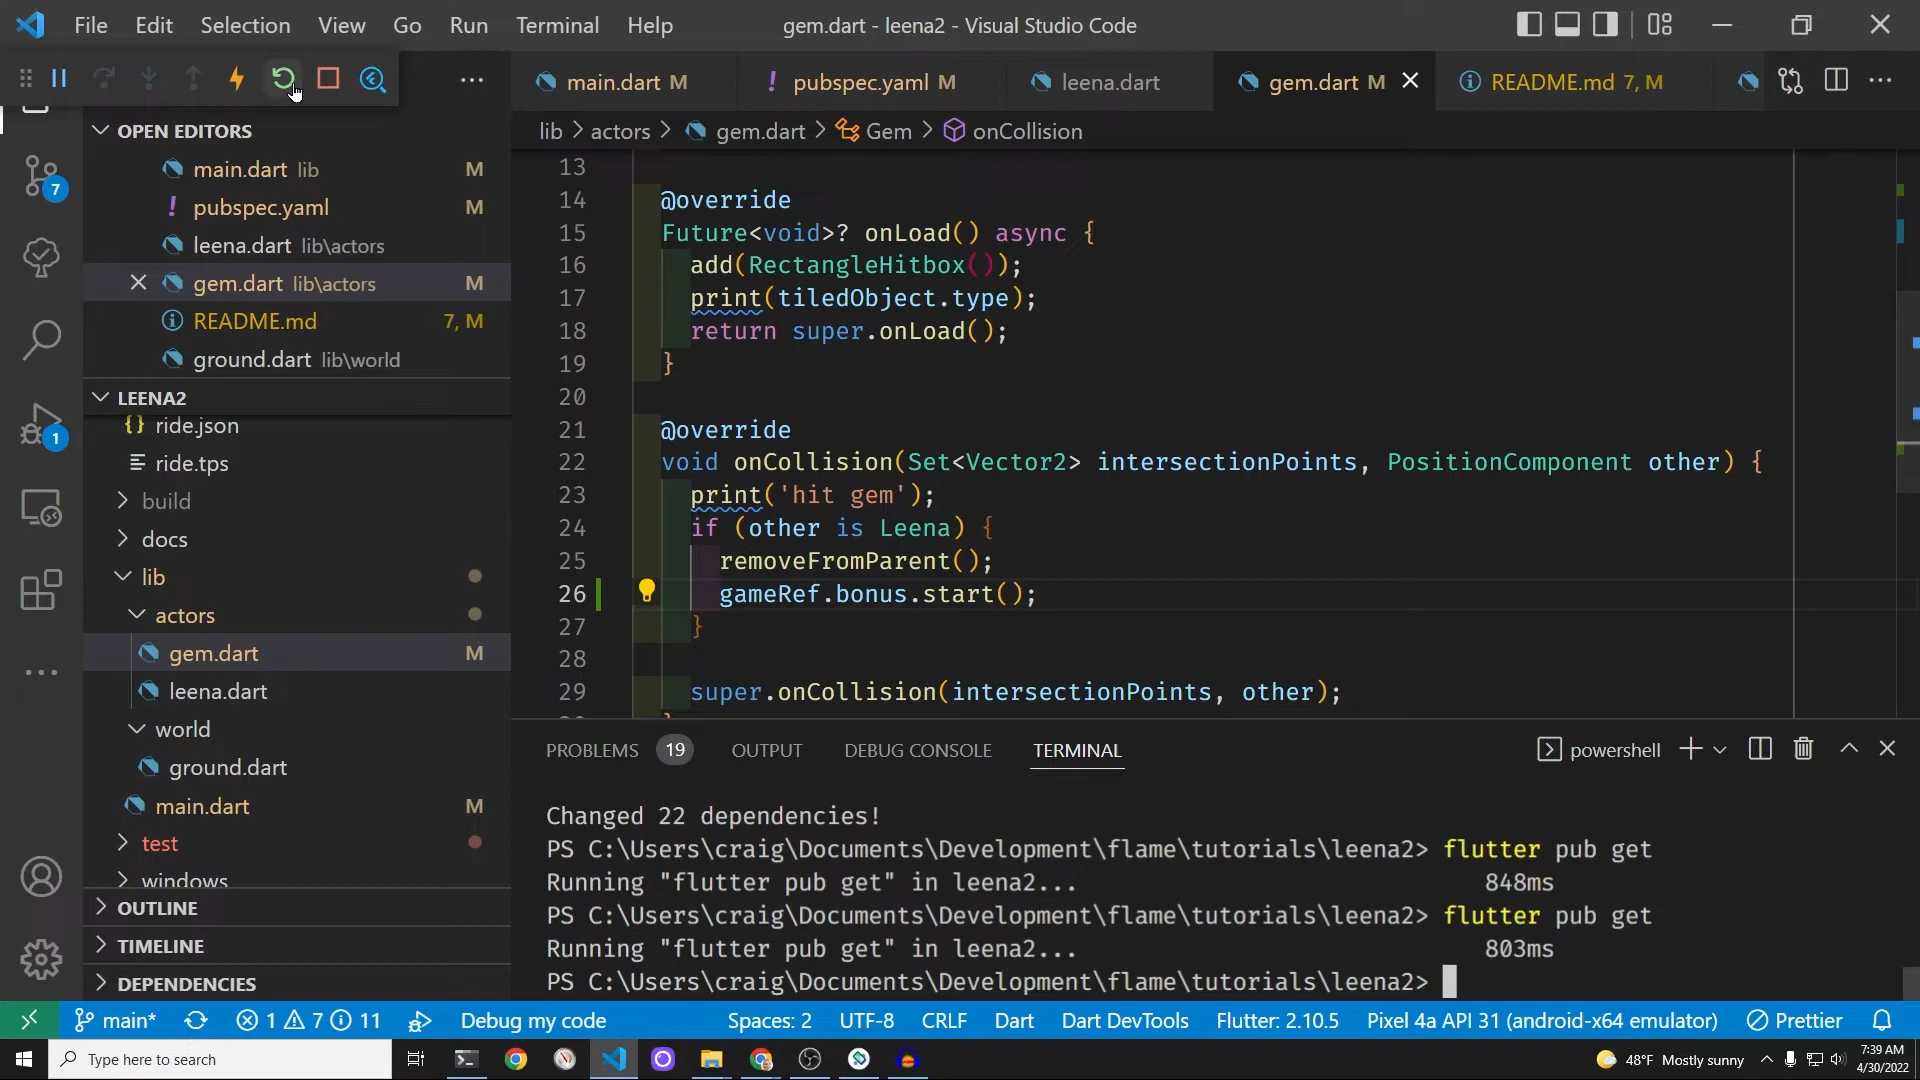 File Edit Selection View Go Run Terminal Help gem.dart - leena2 - Visual Studio Code
main.dart M pubspec.yaml M leena.dart gem.dart M README.md 7, M
lib > actors > gem.dart > Gem > onCollision
OPEN EDITORS
main.dart lib M
pubspec.yaml M
leena.dart lib\actors
gem.dart lib\actors M
README.md 7, M
ground.dart lib\world
LEENA2
ride.json
ride.tps
build
docs
lib
actors
gem.dart M
leena.dart
world
ground.dart
main.dart M
test
windows
OUTLINE
TIMELINE
DEPENDENCIES
7
1
13
14 @override
15 Future<void>? onLoad() async {
16 add(RectangleHitbox());
17 print(tiledObject.type);
18 return super.onLoad();
19 }
20
21 @override
22 void onCollision(Set<Vector2> intersectionPoints, PositionComponent other) {
23 print('hit gem');
24 if (other is Leena) {
25 removeFromParent();
26 gameRef.bonus.start();
27 }
28
29 super.onCollision(intersectionPoints, other);
PROBLEMS 19 OUTPUT DEBUG CONSOLE TERMINAL powershell
Changed 22 dependencies!
PS C:\Users\craig\Documents\Development\flame\tutorials\leena2> flutter pub get
Running "flutter pub get" in leena2... 848ms
PS C:\Users\craig\Documents\Development\flame\tutorials\leena2> flutter pub get
Running "flutter pub get" in leena2... 803ms
PS C:\Users\craig\Documents\Development\flame\tutorials\leena2>
main* 1 7 11 Debug my code Spaces: 2 UTF-8 CRLF Dart Dart DevTools Flutter: 2.10.5 Pixel 4a API 31 (android-x64 emulator) Prettier
Type here to search 48°F Mostly sunny 7:39 AM
4/30/2022